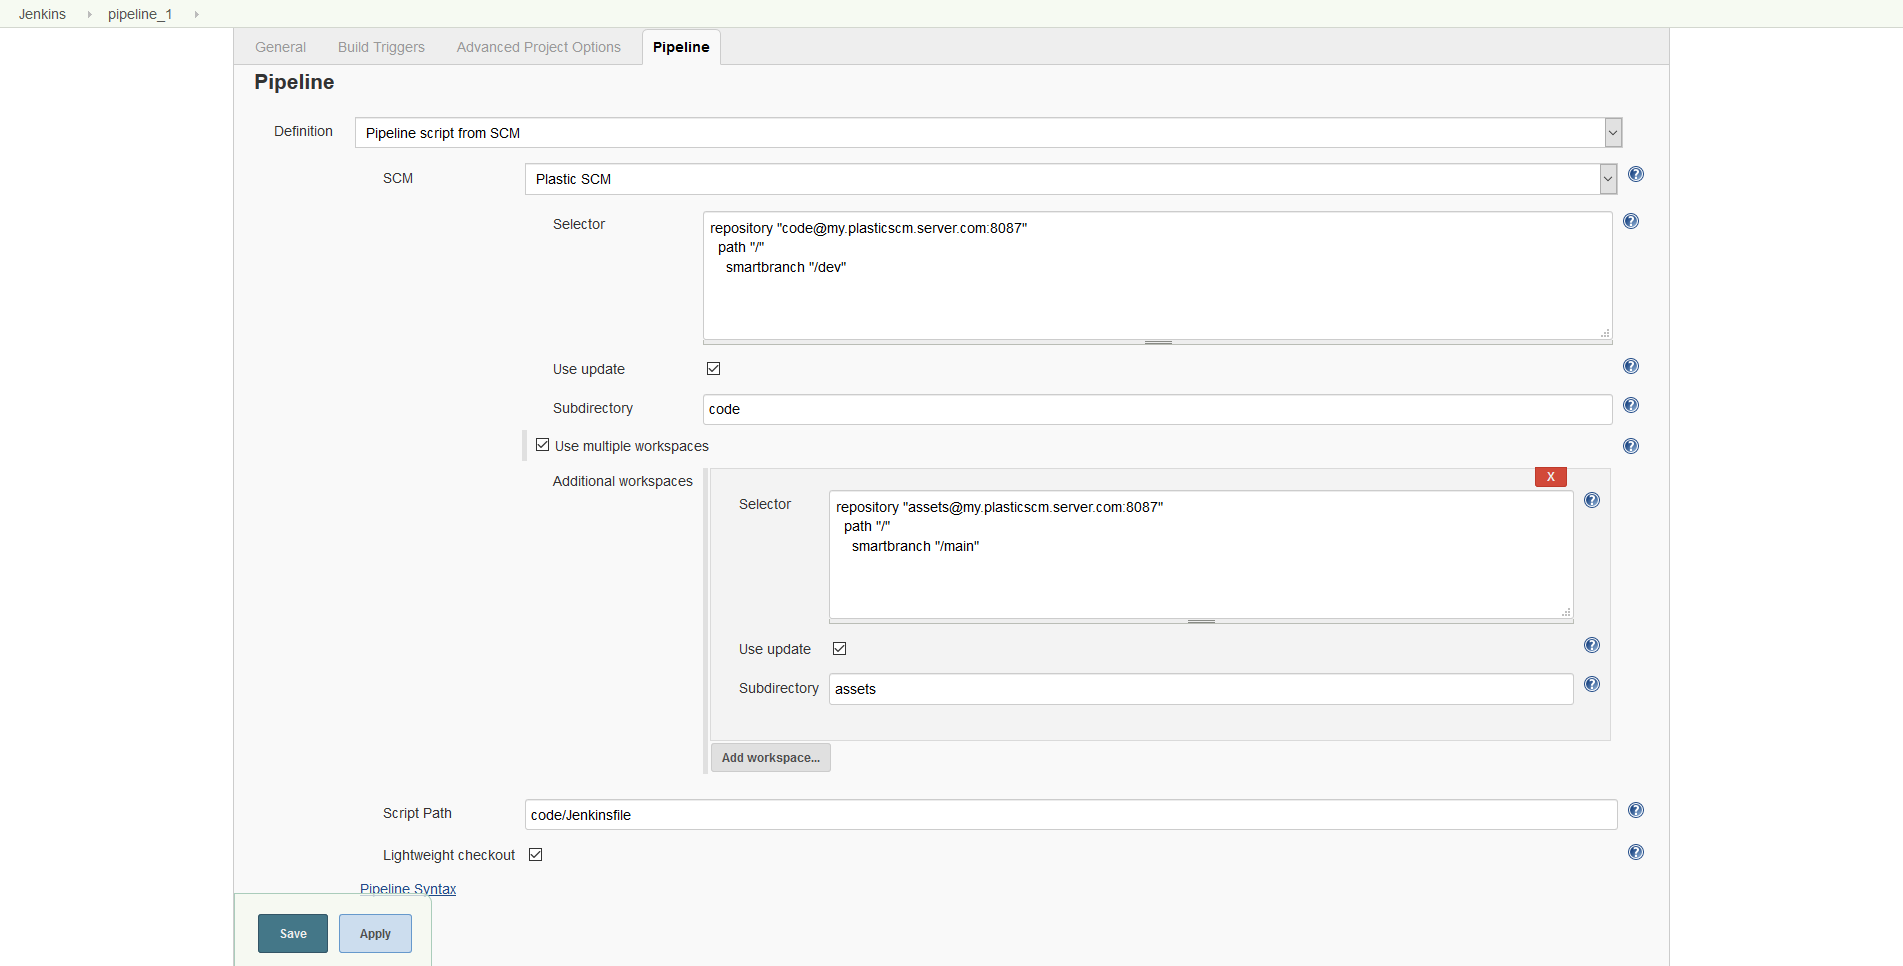 Jenkins pipeline_1
General Build Triggers Advanced Project Options Pipeline
Pipeline
Definition Pipeline script from SCM
SCM Plastic SCM
Selector
repository "code@my.plasticscm.server.com:8087"
path "/"
smartbranch "/dev"
Use update
Subdirectory code
Use multiple workspaces
Additional workspaces
X
Selector
repository "assets@my.plasticscm.server.com:8087"
path "/"
smartbranch "/main"
Use update
Subdirectory assets
Add workspace...
Script Path code/Jenkinsfile
Lightweight checkout
Pipeline Syntax
Save Apply